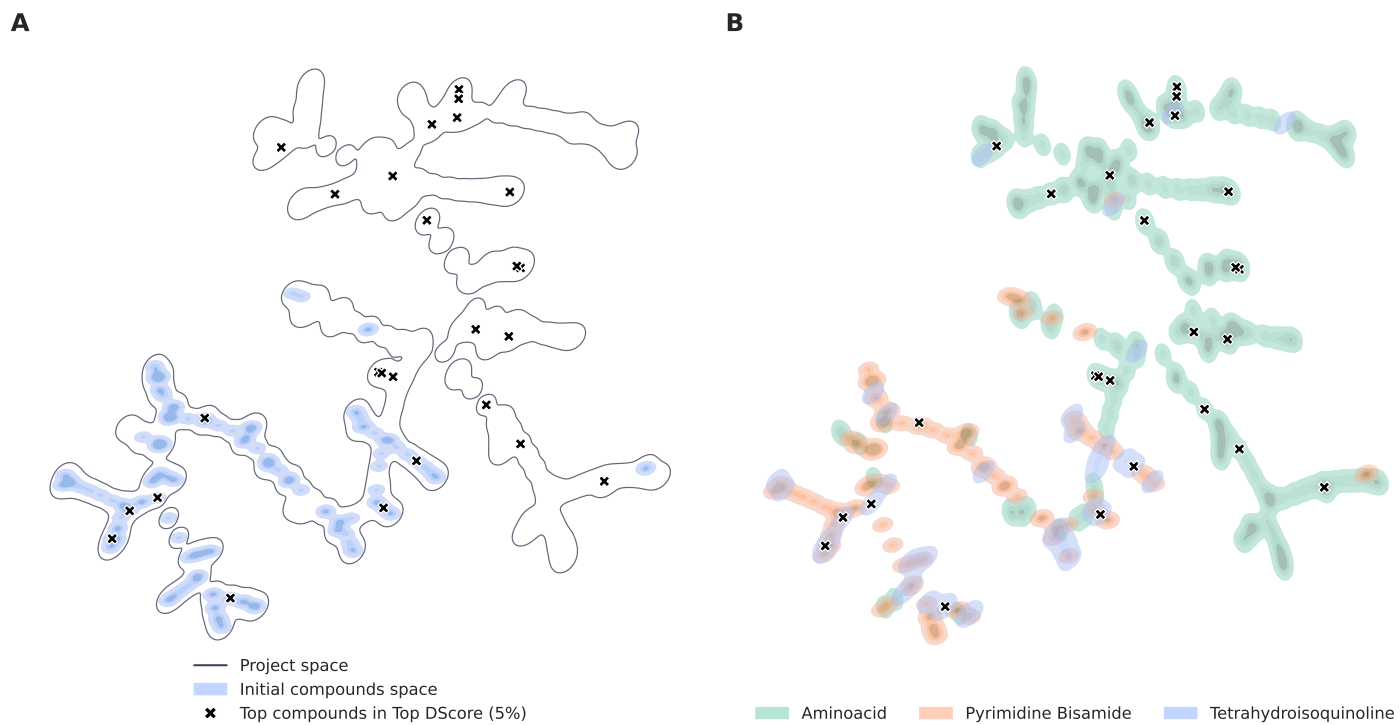 A
B
Project space
Initial compounds space
Top compounds in Top DScore (5%)
Aminoacid
Pyrimidine Bisamide
Tetrahydroisoquinoline